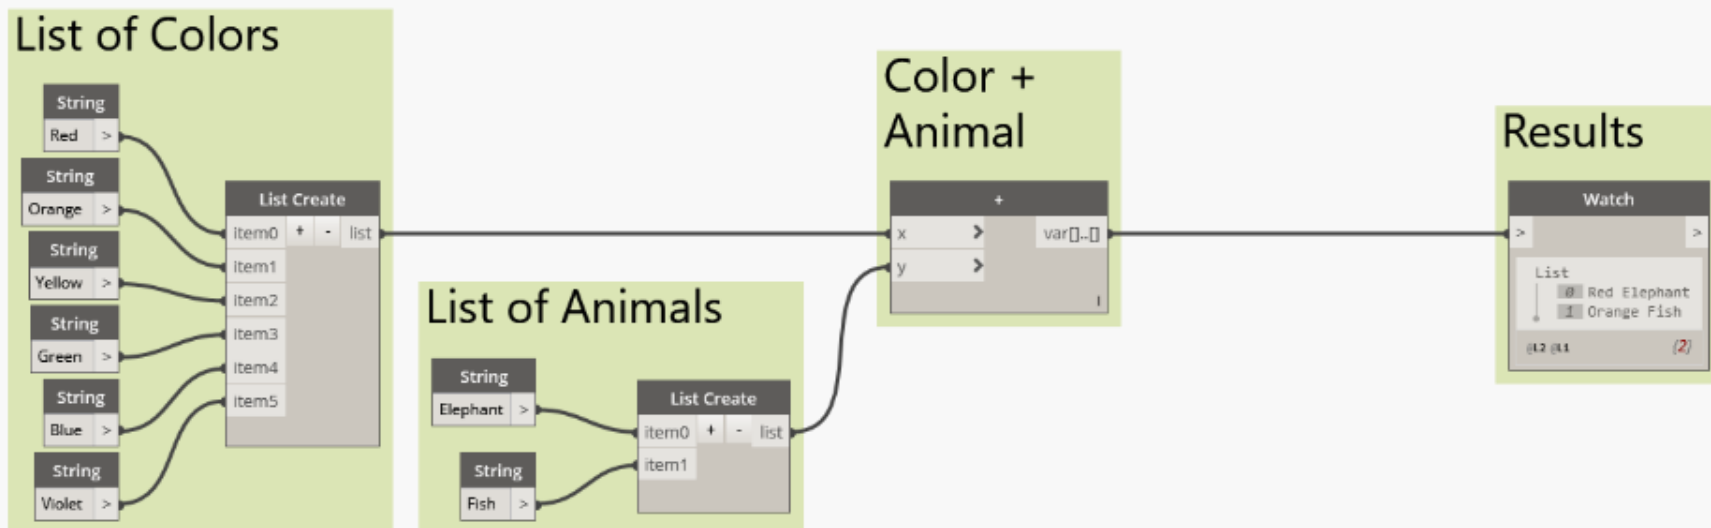 List of Colors
String
Red >
String
Orange >
String
Yellow >
String
Green >
String
Blue >
String
Violet >
List Create
item0 + - list
item1
item2
item3
item4
item5
List of Animals
String
Elephant >
String
Fish >
List Create
item0 + - list
item1
Color +
Animal
+
x > var[]..[]
y >
I
Results
Watch
> >
List
0 Red Elephant
1 Orange Fish
@L2 @L1 {2}